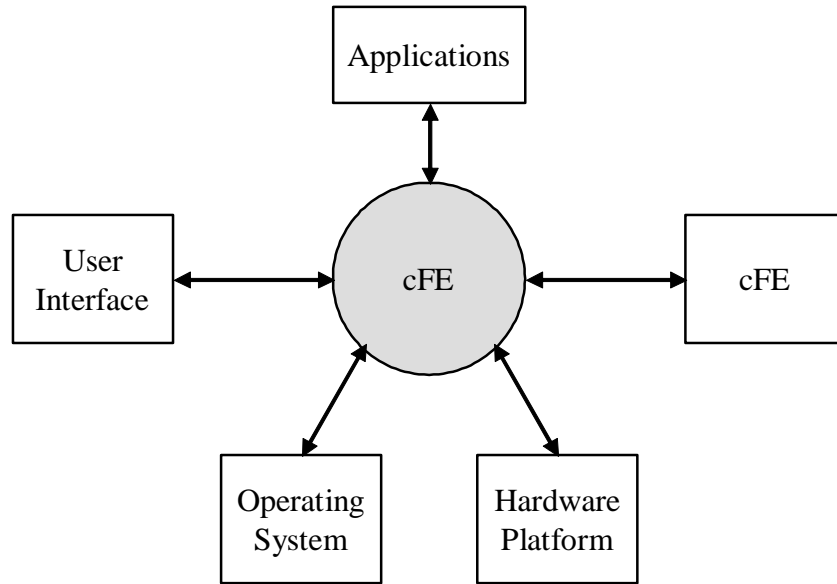 Applications
User
Interface
cFE
cFE
Operating
System
Hardware
Platform